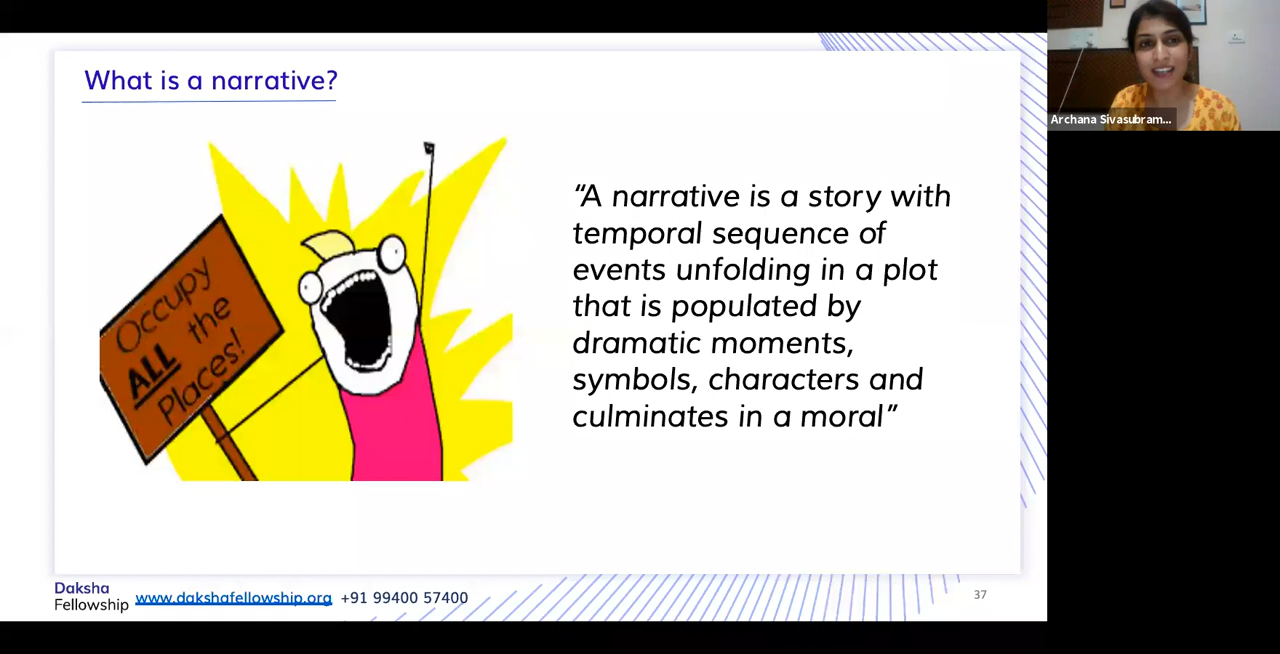 What is a narrative?
Occupy
ALL the
Places!
“A narrative is a story with
temporal sequence of
events unfolding in a plot
that is populated by
dramatic moments,
symbols, characters and
culminates in a moral”
Archana Sivasubram...
Daksha
Fellowship
www.dakshafellowship.org +91 99400 57400
37